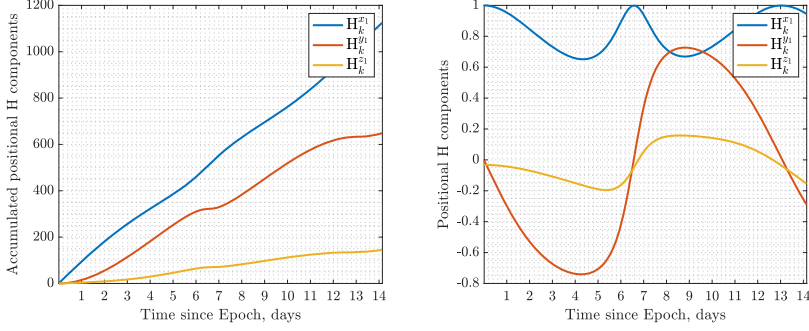 Accumulated positional H components
1200
1000
800
600
400
200
0
H_k^{x_1}
H_k^{y_1}
H_k^{z_1}
1 2 3 4 5 6 7 8 9 10 11 12 13 14
Time since Epoch, days
Positional H components
1
0.8
0.6
0.4
0.2
0
-0.2
-0.4
-0.6
-0.8
H_k^{x_1}
H_k^{y_1}
H_k^{z_1}
1 2 3 4 5 6 7 8 9 10 11 12 13 14
Time since Epoch, days